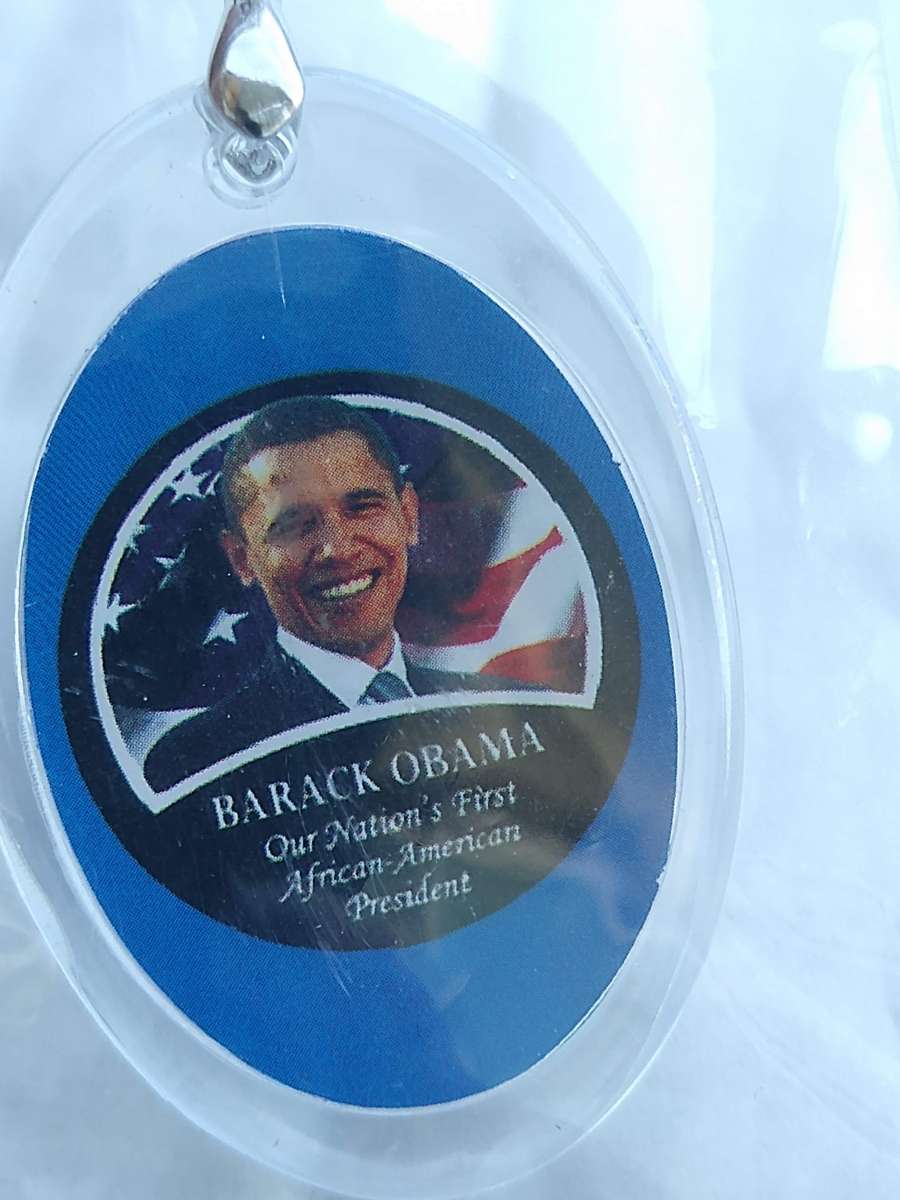 BARACK OBAMA
Our Nation's First
African-American
President